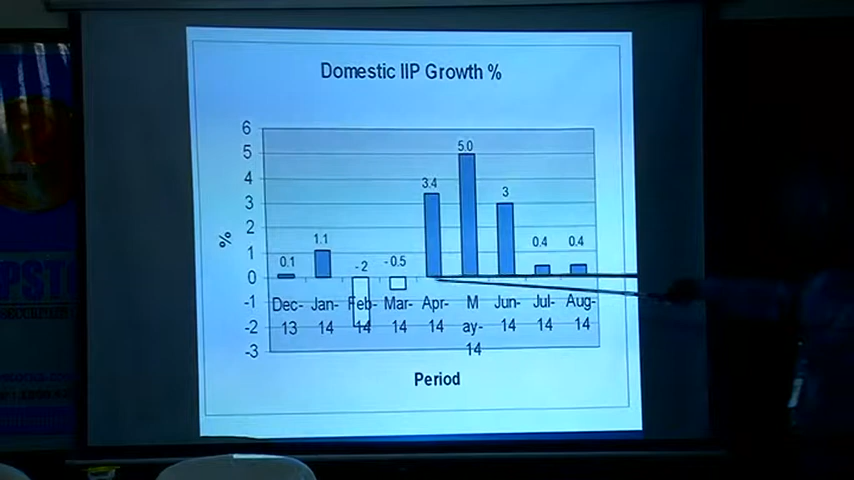 Domestic IIP Growth %
6
5
4
3
2
1
0
-1
-2
-3
%
0.1
1.1
-2
-0.5
3.4
5.0
3
0.4
0.4
Dec-
13
Jan-
14
Feb-
14
Mar-
14
Apr-
14
M
ay-
14
Jun-
14
Jul-
14
Aug-
14
Period